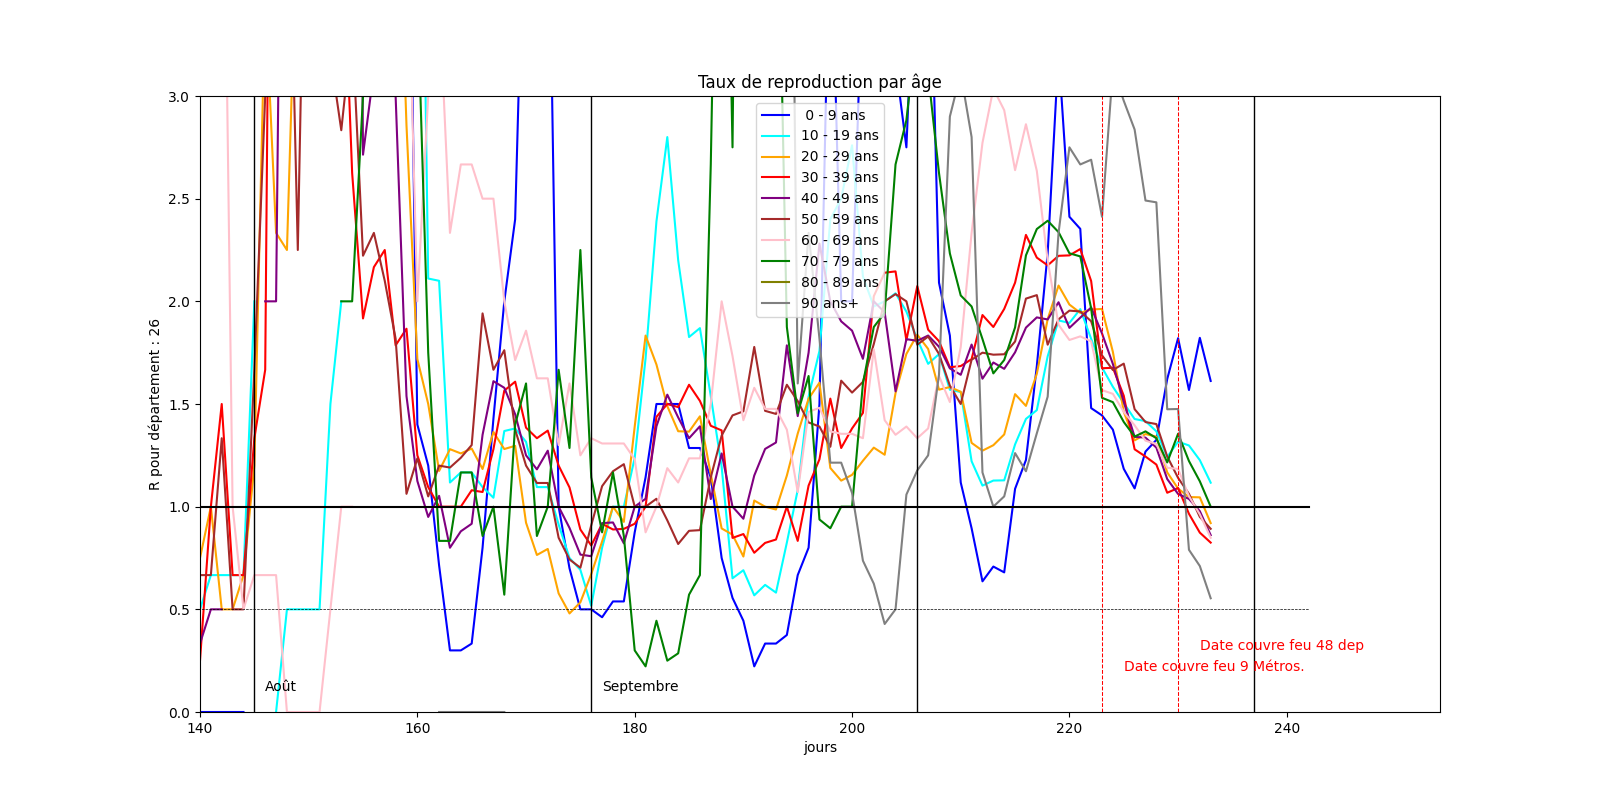 Taux de reproduction par âge
3.0
2.5
2.0
1.5
1.0
0.5
0.0
R pour département : 26
0 - 9 ans
10 - 19 ans
20 - 29 ans
30 - 39 ans
40 - 49 ans
50 - 59 ans
60 - 69 ans
70 - 79 ans
80 - 89 ans
90 ans+
Date couvre feu 48 dep
Date couvre feu 9 Métros.
Août
Septembre
140
160
180
200
220
240
jours